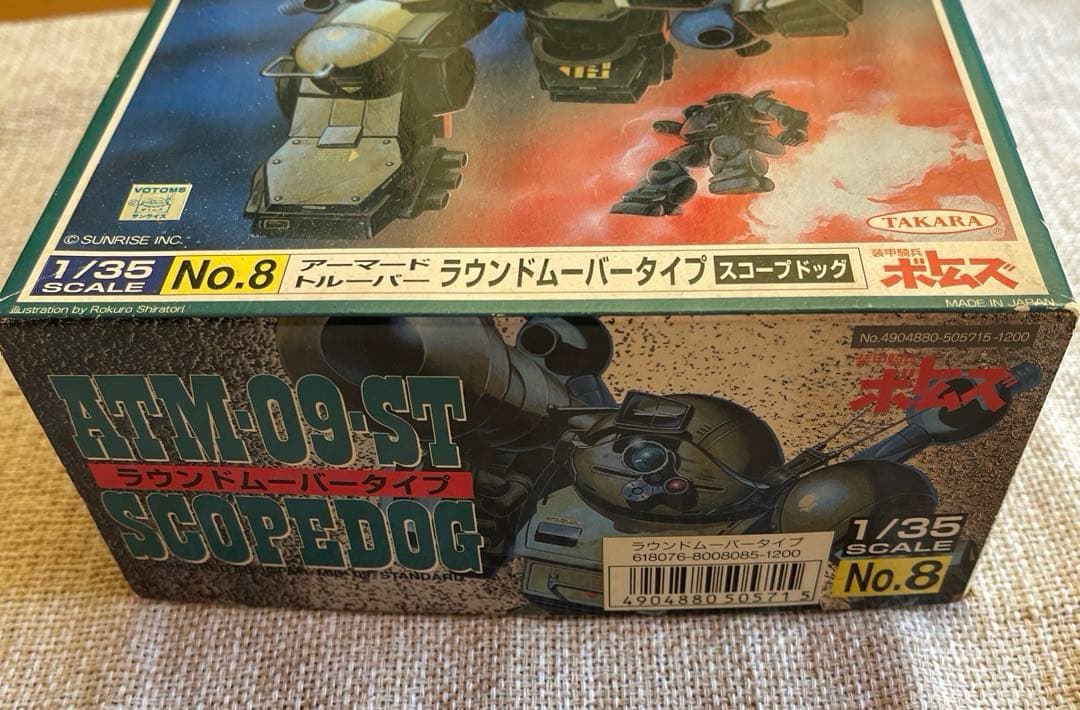 VOTOMS
サンライズ
© SUNRISE INC.
TAKARA®
1/35
SCALE
No.8
アーマード
トルーパー
ラウンドムーバータイプ
スコープドッグ
装甲騎兵
ボトムズ
illustration by Rokuro Shiratori
MADE IN JAPAN
No.4904880-505715-1200
装甲騎兵
ボトムズ
ATM-09-ST
ラウンドムーバータイプ
SCOPEDOG
STANDARD
1/35
SCALE
No.8
ラウンドムーバータイプ
618076-8008085-1200
4904880505715